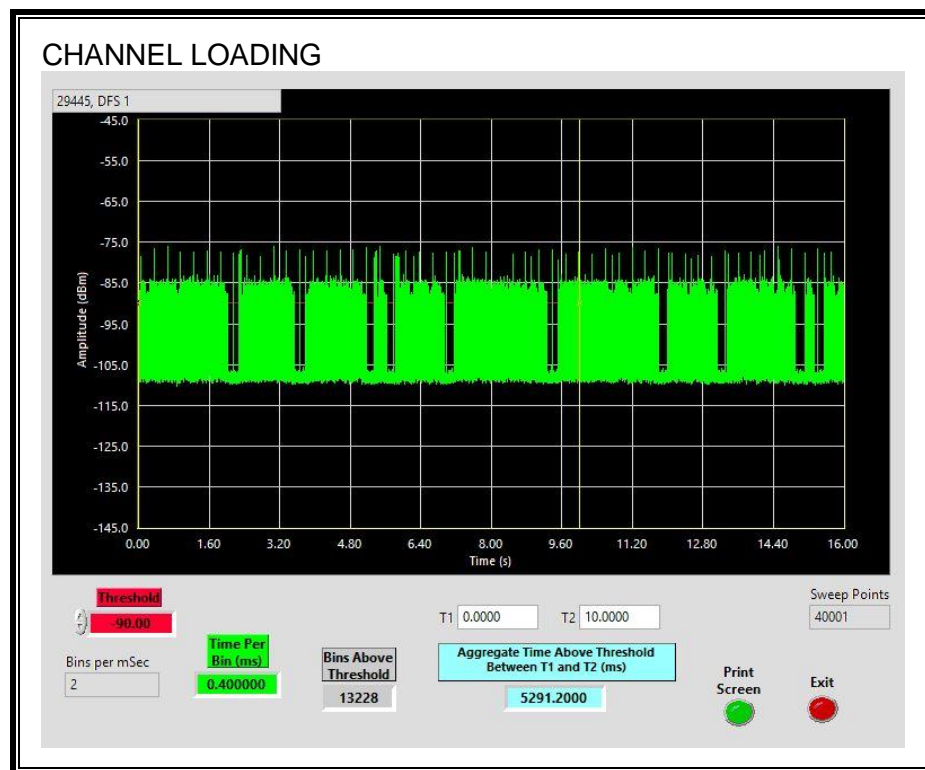 CHANNEL LOADING
29445, DFS 1
Amplitude (dBm)
-45.0
-55.0
-65.0
-75.0
-85.0
-95.0
-105.0
-115.0
-125.0
-135.0
-145.0
0.00 1.60 3.20 4.80 6.40 8.00 9.60 11.20 12.80 14.40 16.00
Time (s)
Threshold
-90.00
T1 0.0000 T2 10.0000
Sweep Points
40001
Bins per mSec
2
Time Per
Bin (ms)
0.400000
Bins Above
Threshold
13228
Aggregate Time Above Threshold
Between T1 and T2 (ms)
5291.2000
Print
Screen
Exit